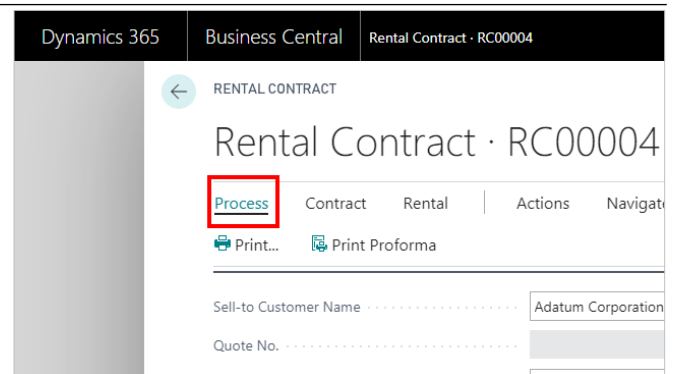 Dynamics 365 Business Central Rental Contract · RC00004
RENTAL CONTRACT
Rental Contract · RC00004
Process Contract Rental Actions Navigate
Print... Print Proforma
Sell-to Customer Name Adatum Corporation
Quote No.